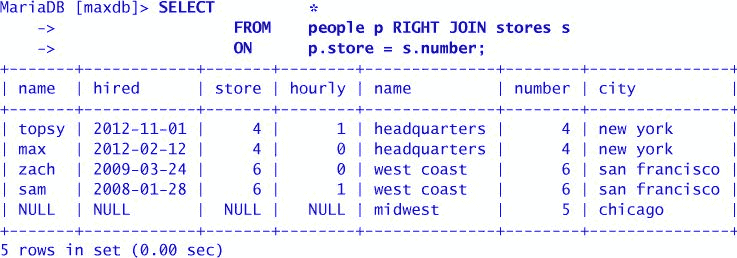 MariaDB [maxdb]> SELECT        *
    ->                 FROM    people p RIGHT JOIN stores s
    ->                 ON      p.store = s.number;
+-------+------------+-------+--------+--------------+--------+---------------+
| name  | hired      | store | hourly | name         | number | city          |
+-------+------------+-------+--------+--------------+--------+---------------+
| topsy | 2012-11-01 |     4 |      1 | headquarters |      4 | new york      |
| max   | 2012-02-12 |     4 |      0 | headquarters |      4 | new york      |
| zach  | 2009-03-24 |     6 |      0 | west coast   |      6 | san francisco |
| sam   | 2008-01-28 |     6 |      1 | west coast   |      6 | san francisco |
| NULL  | NULL       |  NULL |   NULL | midwest      |      5 | chicago       |
+-------+------------+-------+--------+--------------+--------+---------------+
5 rows in set (0.00 sec)